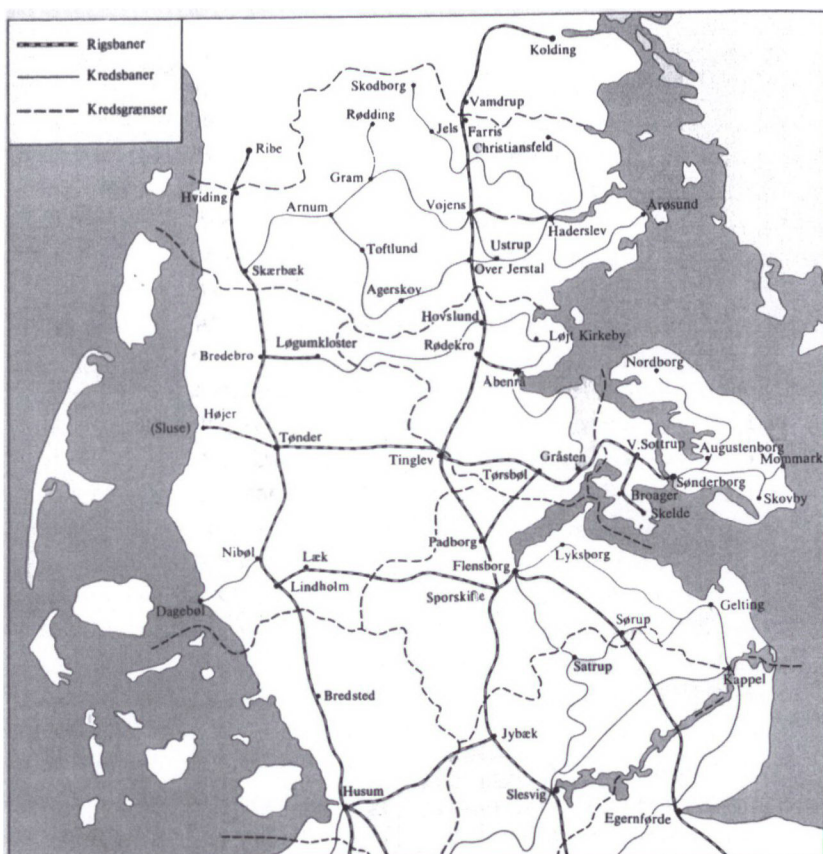 Rigsbaner
Kredsbaner
Kredsgrænser
Kolding
Skodborg
Vamdrup
Rødding
Jels
Farris
Christiansfeld
Ribe
Gram
Hviding
Arnum
Vojens
Årøsund
Haderslev
Toftlund
Ustrup
Skærbæk
Over Jerstal
Agerskov
Hovslund
Løjt Kirkeby
Løgumkloster
Bredebro
Rødekro
Nordborg
Åbenrå
Højer
(Sluse)
Tønder
V.Sottrup
Augustenborg
Gråsten
Mommark
Tinglev
Tørsbøl
Sønderborg
Broager
Skovby
Skelde
Padborg
Nibøl
Læk
Flensborg
Lyksborg
Lindholm
Sporskifte
Dagebøl
Gelting
Sørup
Satrup
Kappel
Bredsted
Jybæk
Husum
Slesvig
Egernførde